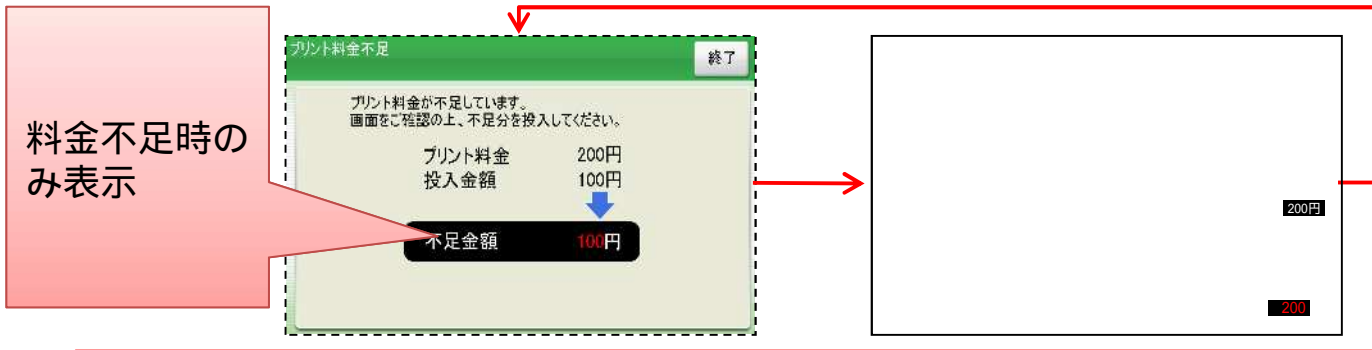 料金不足時の
み表示
プリント料金不足
終了
プリント料金が不足しています。
画面をご確認の上、不足分を投入してください。
プリント料金 200円
投入金額 100円
不足金額 100円
200円
200